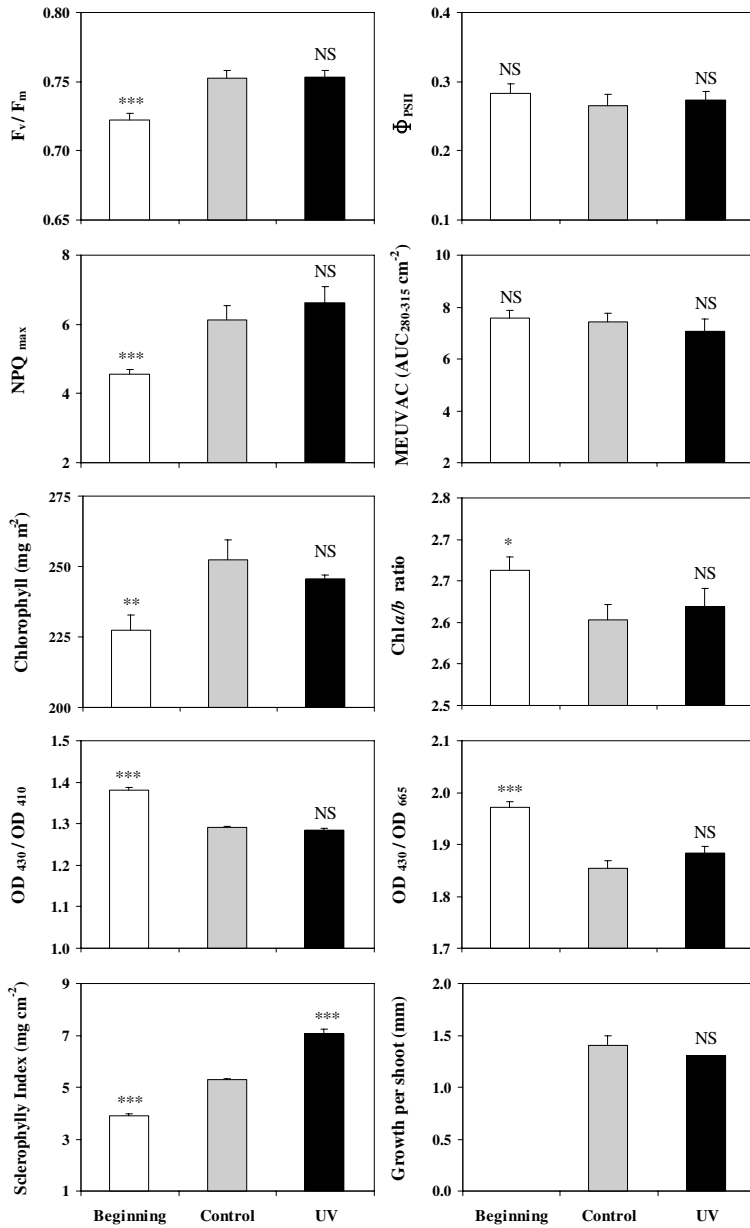 0.80
0.75
0.70
0.65
Fv/ Fm
***
NS
0.4
0.3
0.2
0.1
ΦPSII
NS
NS
8
6
4
2
NPQ max
***
NS
10
8
6
4
2
MEUVAC (AUC280-315 cm-2)
NS
NS
275
250
225
200
Chlorophyll (mg m-2)
**
NS
2.8
2.7
2.7
2.6
2.6
2.5
Chl a/b ratio
*
NS
1.5
1.4
1.3
1.2
1.1
1.0
OD 430 / OD 410
***
NS
2.1
2.0
1.9
1.8
1.7
OD 430 / OD 665
***
NS
9
7
5
3
1
Sclerophylly Index (mg cm-2)
***
***
Beginning Control UV
2.0
1.5
1.0
0.5
0.0
Growth per shoot (mm)
NS
Beginning Control UV